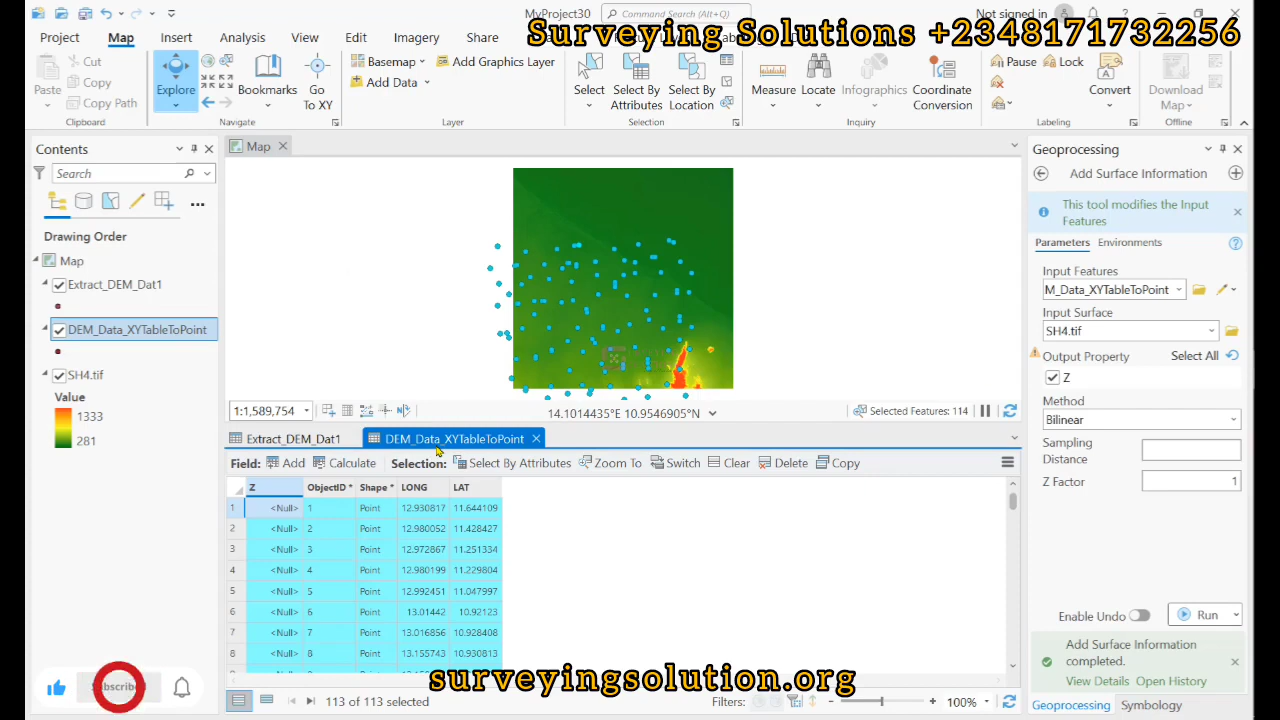 MyProject30
Command Search (Alt+Q)
Not signed in
Surveying Solutions +2348171732256
Project
Map
Insert
Analysis
View
Edit
Imagery
Share
Paste
Cut
Copy
Copy Path
Clipboard
Explore
Bookmarks
Go To XY
Navigate
Basemap
Add Data
Add Graphics Layer
Layer
Select
Select By Attributes
Select By Location
Selection
Measure
Locate
Infographics
Coordinate Conversion
Inquiry
Pause
Lock
Convert
Labeling
Download Map
Offline
Contents
Search
Drawing Order
Map
Extract_DEM_Dat1
DEM_Data_XYTableToPoint
SH4.tif
Value
1333
281
Map
1:1,589,754
14.1014435°E 10.9546905°N
Selected Features: 114
Extract_DEM_Dat1
DEM_Data_XYTableToPoint
Field: Add Calculate Selection: Select By Attributes Zoom To Switch Clear Delete Copy
Z ObjectID * Shape * LONG LAT
1 <Null> 1 Point 12.930817 11.644109
2 <Null> 2 Point 12.980052 11.428427
3 <Null> 3 Point 12.972867 11.251334
4 <Null> 4 Point 12.980199 11.229804
5 <Null> 5 Point 12.992451 11.047997
6 <Null> 6 Point 13.01442 10.92123
7 <Null> 7 Point 13.016856 10.928408
8 <Null> 8 Point 13.155743 10.930813
113 of 113 selected
Filters:
100%
Geoprocessing
Add Surface Information
This tool modifies the Input Features
Parameters Environments
Input Features
M_Data_XYTableToPoint
Input Surface
SH4.tif
Output Property Select All
Z
Method
Bilinear
Sampling Distance
Z Factor 1
Enable Undo
Run
Add Surface Information completed.
View Details Open History
Geoprocessing Symbology
Subscribe
surveyingsolution.org